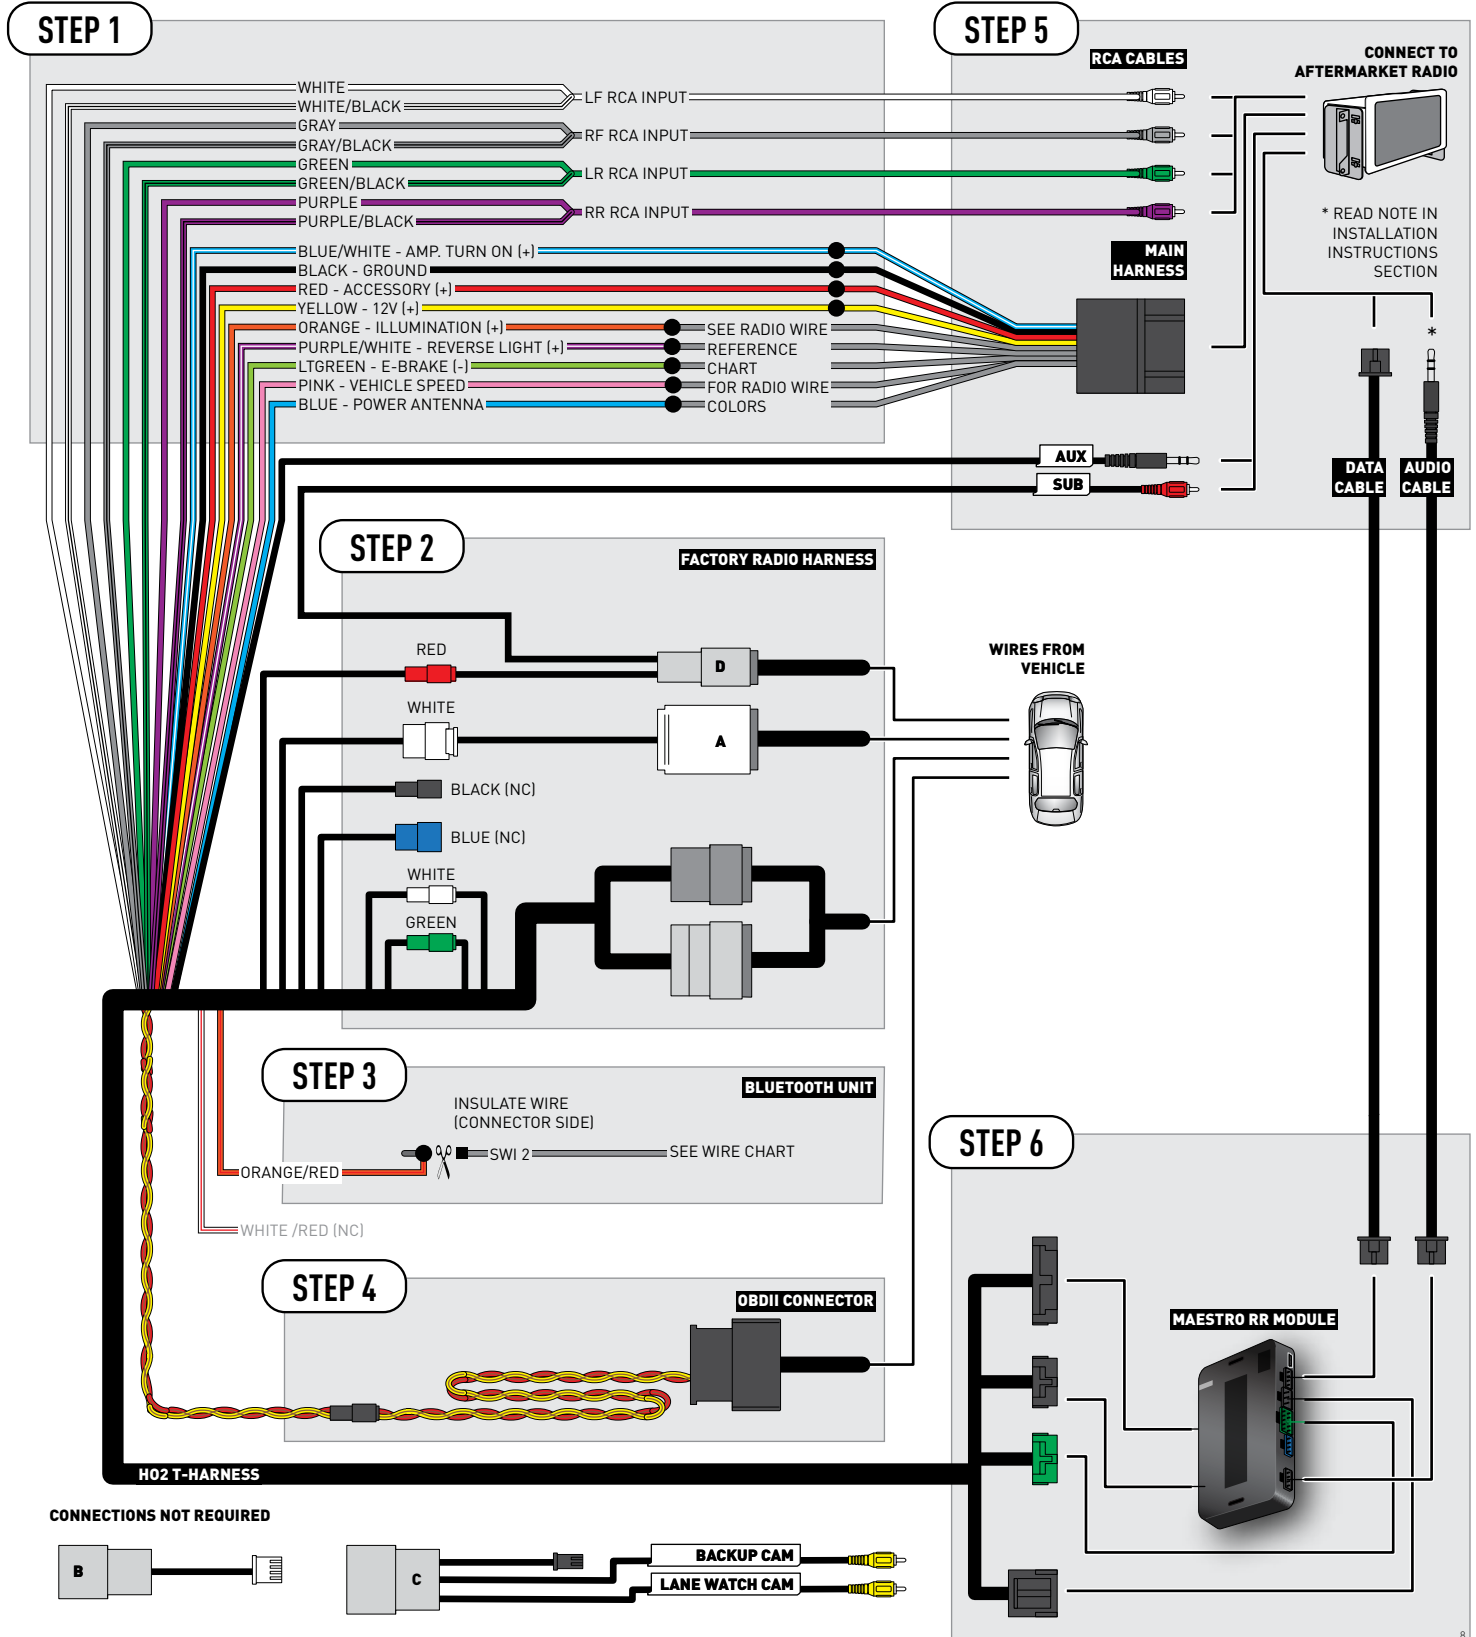 STEP 1
WHITE
WHITE/BLACK
LF RCA INPUT
GRAY
GRAY/BLACK
RF RCA INPUT
GREEN
GREEN/BLACK
LR RCA INPUT
PURPLE
PURPLE/BLACK
RR RCA INPUT
BLUE/WHITE - AMP. TURN ON (+)
BLACK - GROUND
RED - ACCESSORY (+)
YELLOW - 12V (+)
ORANGE - ILLUMINATION (+)
PURPLE/WHITE - REVERSE LIGHT (+)
LTGREEN - E-BRAKE (-)
PINK - VEHICLE SPEED
BLUE - POWER ANTENNA
SEE RADIO WIRE
REFERENCE
CHART
FOR RADIO WIRE
COLORS
STEP 5
RCA CABLES
CONNECT TO
AFTERMARKET RADIO
* READ NOTE IN
INSTALLATION
INSTRUCTIONS
SECTION
MAIN
HARNESS
*
AUX
SUB
DATA
CABLE
AUDIO
CABLE
STEP 2
FACTORY RADIO HARNESS
RED
D
WHITE
A
BLACK (NC)
BLUE (NC)
WHITE
GREEN
WIRES FROM
VEHICLE
STEP 3
BLUETOOTH UNIT
INSULATE WIRE
(CONNECTOR SIDE)
SWI 2
SEE WIRE CHART
ORANGE/RED
WHITE /RED (NC)
STEP 4
OBDII CONNECTOR
STEP 6
MAESTRO RR MODULE
HO2 T-HARNESS
CONNECTIONS NOT REQUIRED
B
C
BACKUP CAM
LANE WATCH CAM
8